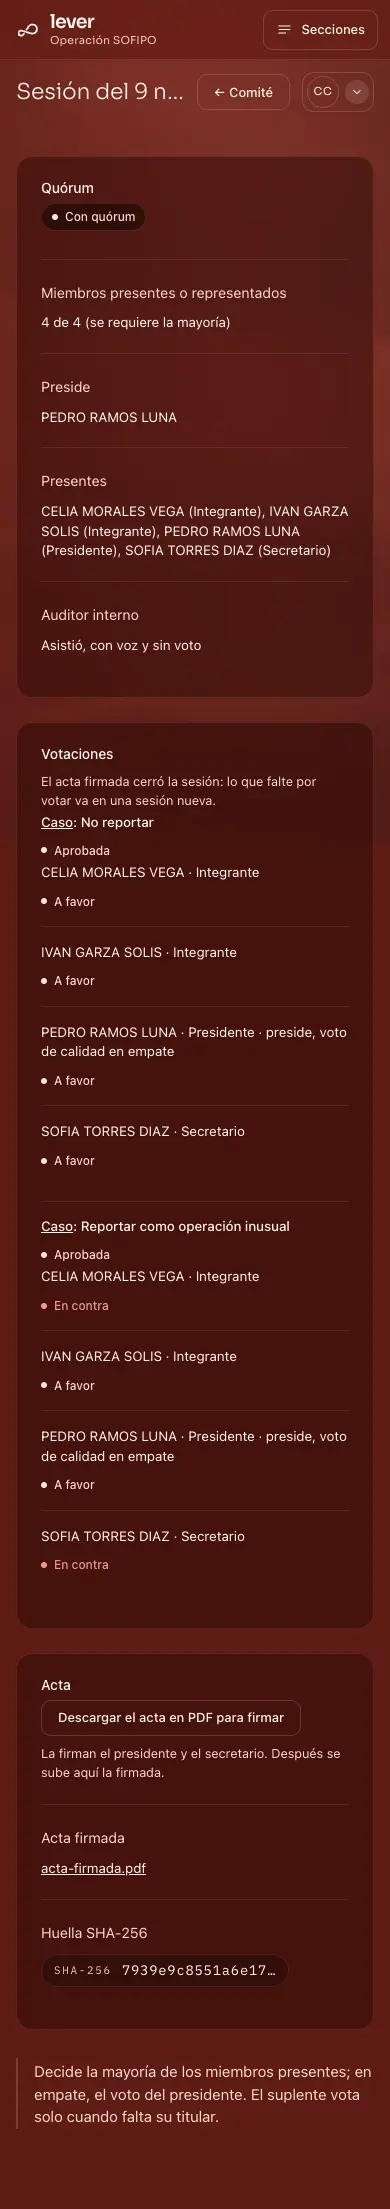 lever
Operación SOFIPO
Secciones
Sesión del 9 n...
← Comité
CC
Quórum
Con quórum
Miembros presentes o representados
4 de 4 (se requiere la mayoría)
Preside
PEDRO RAMOS LUNA
Presentes
CELIA MORALES VEGA (Integrante), IVAN GARZA
SOLIS (Integrante), PEDRO RAMOS LUNA
(Presidente), SOFIA TORRES DIAZ (Secretario)
Auditor interno
Asistió, con voz y sin voto
Votaciones
El acta firmada cerró la sesión: lo que falte por
votar va en una sesión nueva.
Caso: No reportar
Aprobada
CELIA MORALES VEGA · Integrante
A favor
IVAN GARZA SOLIS · Integrante
A favor
PEDRO RAMOS LUNA · Presidente · preside, voto
de calidad en empate
A favor
SOFIA TORRES DIAZ · Secretario
A favor
Caso: Reportar como operación inusual
Aprobada
CELIA MORALES VEGA · Integrante
En contra
IVAN GARZA SOLIS · Integrante
A favor
PEDRO RAMOS LUNA · Presidente · preside, voto
de calidad en empate
A favor
SOFIA TORRES DIAZ · Secretario
En contra
Acta
Descargar el acta en PDF para firmar
La firman el presidente y el secretario. Después se
sube aquí la firmada.
Acta firmada
acta-firmada.pdf
Huella SHA-256
SHA-256 7939e9c8551a6e17…
Decide la mayoría de los miembros presentes; en
empate, el voto del presidente. El suplente vota
solo cuando falta su titular.